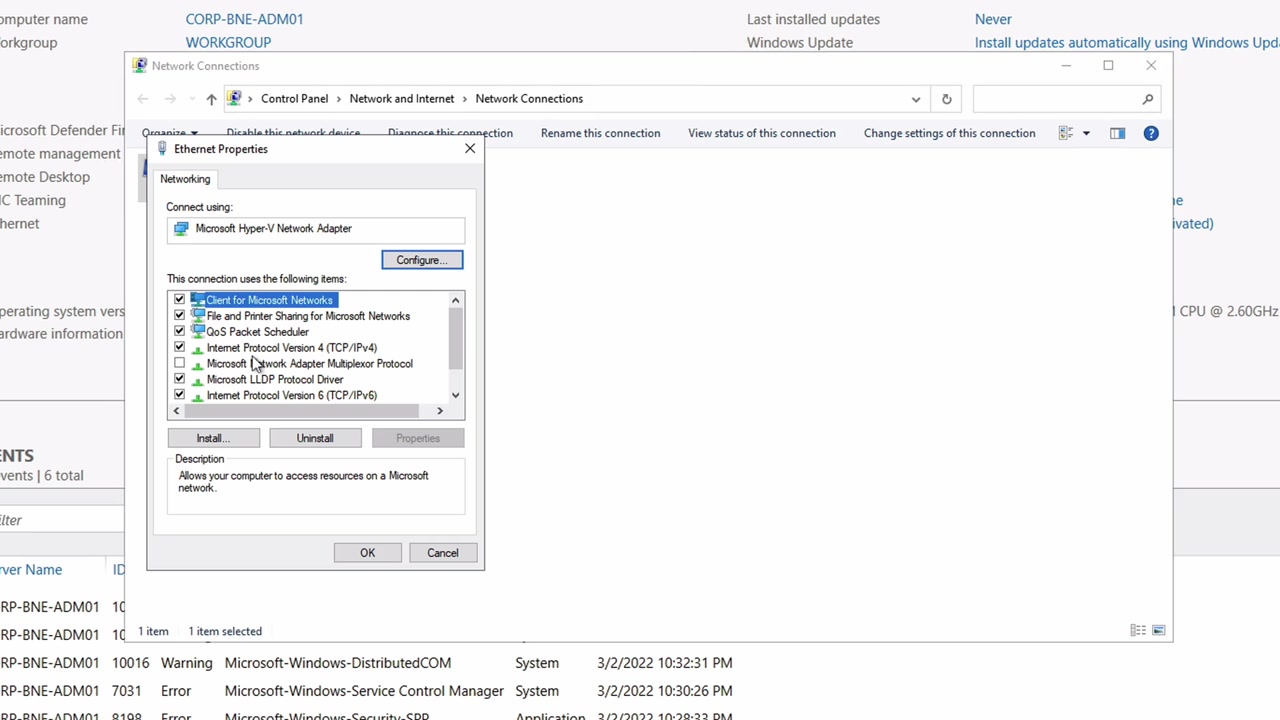 omputer name CORP-BNE-ADM01 Last installed updates Never
orkgroup WORKGROUP Windows Update Install updates automatically using Windows Upda
Network Connections
Control Panel > Network and Internet > Network Connections
Organize Disable this network device Diagnose this connection Rename this connection View status of this connection Change settings of this connection
icrosoft Defender Fir
emote management
emote Desktop
IC Teaming ne
hernet ivated)
Ethernet Properties
Networking
Connect using:
Microsoft Hyper-V Network Adapter
Configure...
This connection uses the following items:
Client for Microsoft Networks
File and Printer Sharing for Microsoft Networks
QoS Packet Scheduler
Internet Protocol Version 4 (TCP/IPv4)
Microsoft Network Adapter Multiplexor Protocol
Microsoft LLDP Protocol Driver
Internet Protocol Version 6 (TCP/IPv6)
Install... Uninstall Properties
Description
Allows your computer to access resources on a Microsoft
network.
OK Cancel
perating system vers CPU @ 2.60GHz
ardware information
ENTS
vents | 6 total
ilter
rver Name ID
1 item 1 item selected
RP-BNE-ADM01 10
RP-BNE-ADM01 10
RP-BNE-ADM01 10016 Warning Microsoft-Windows-DistributedCOM System 3/2/2022 10:32:31 PM
RP-BNE-ADM01 7031 Error Microsoft-Windows-Service Control Manager System 3/2/2022 10:30:26 PM
RP-BNE-ADM01 8198 Error Microsoft-Windows-Security-SPP Application 3/2/2022 10:28:33 PM